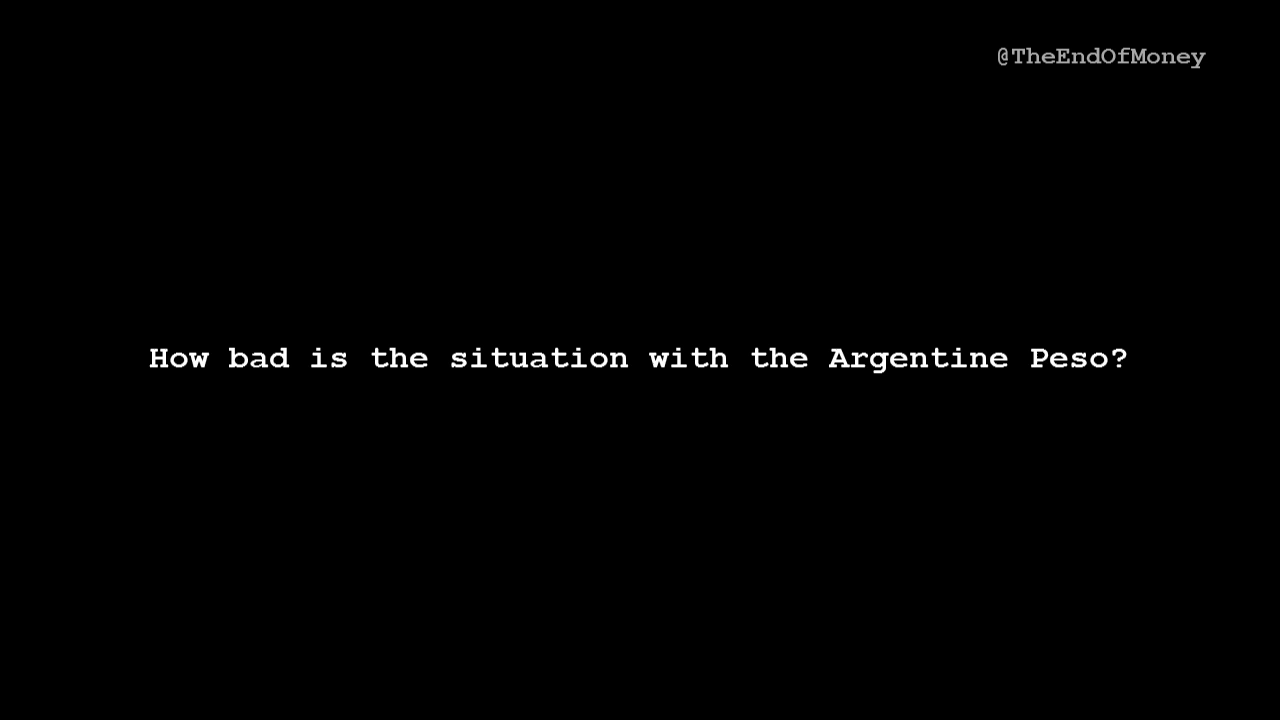 @TheEndOfMoney
How bad is the situation with the Argentine Peso?